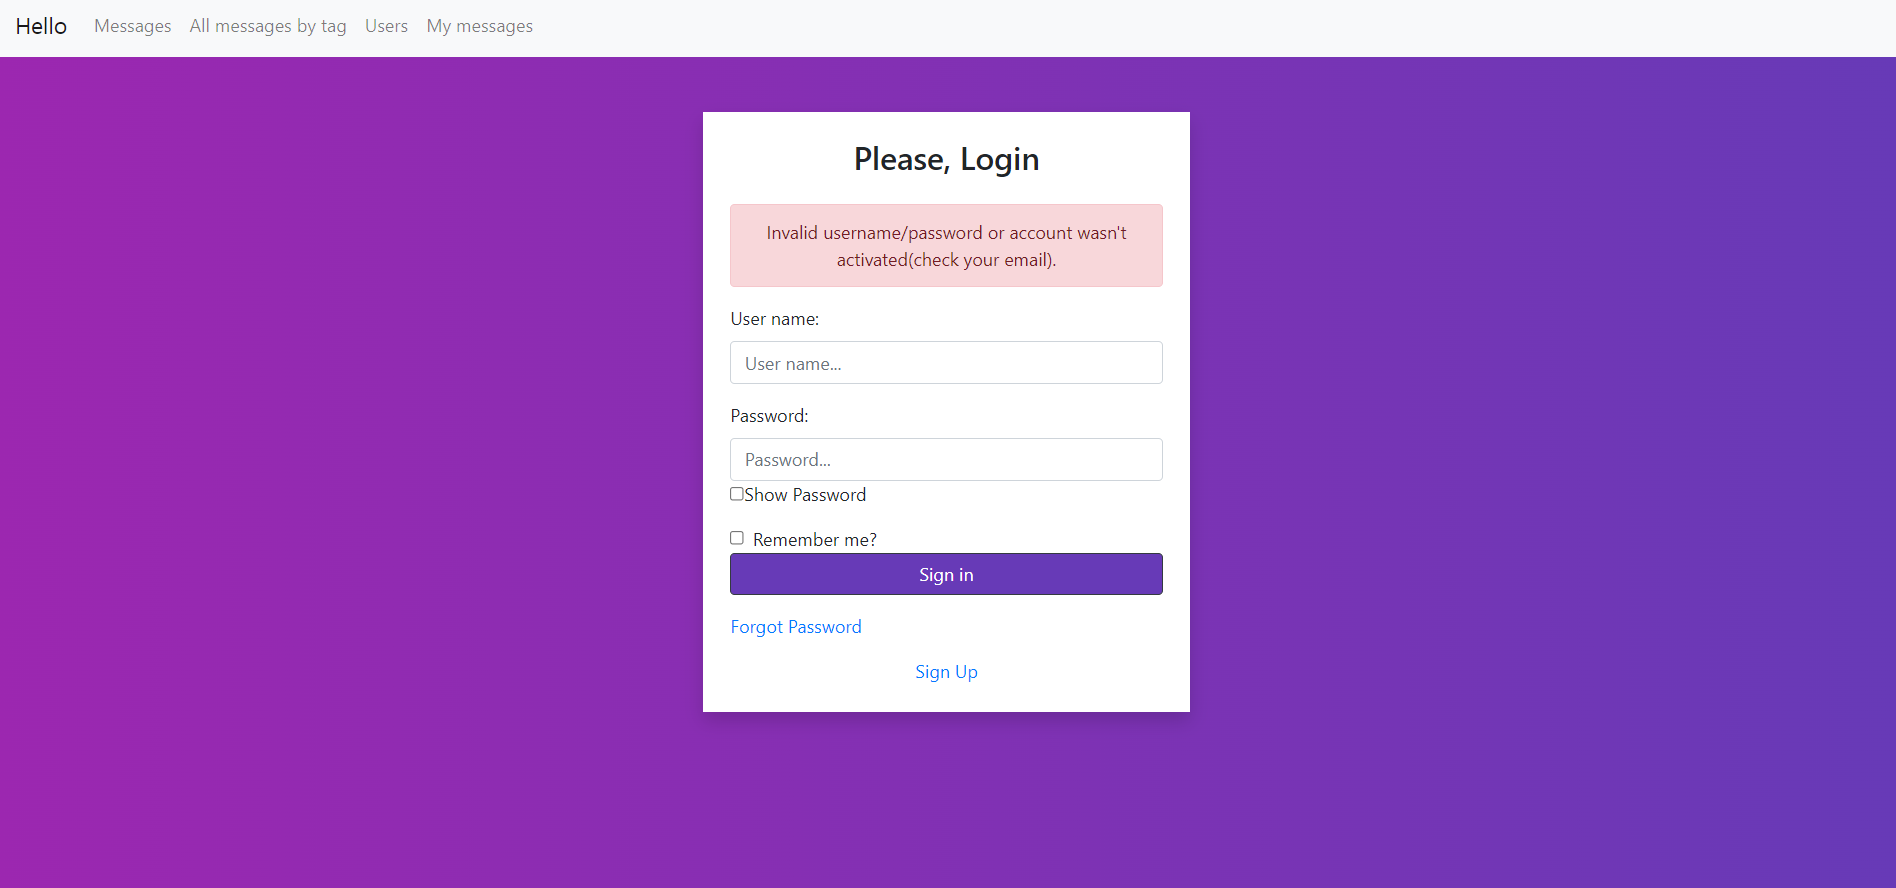 Hello Messages All messages by tag Users My messages
Please, Login
Invalid username/password or account wasn't
activated(check your email).
User name:
User name...
Password:
Password...
Show Password
Remember me?
Sign in
Forgot Password
Sign Up